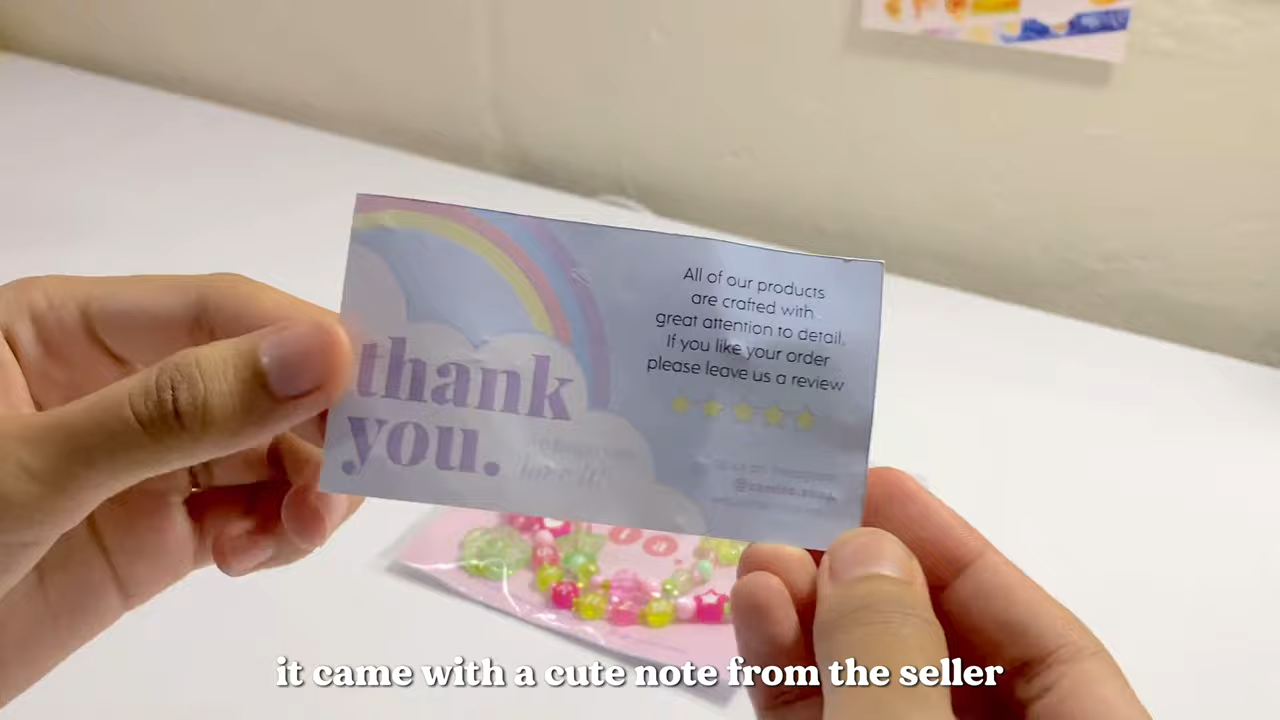 All of our products
are crafted with
great attention to detail.
If you like your order
please leave us a review
thank
you.
it came with a cute note from the seller